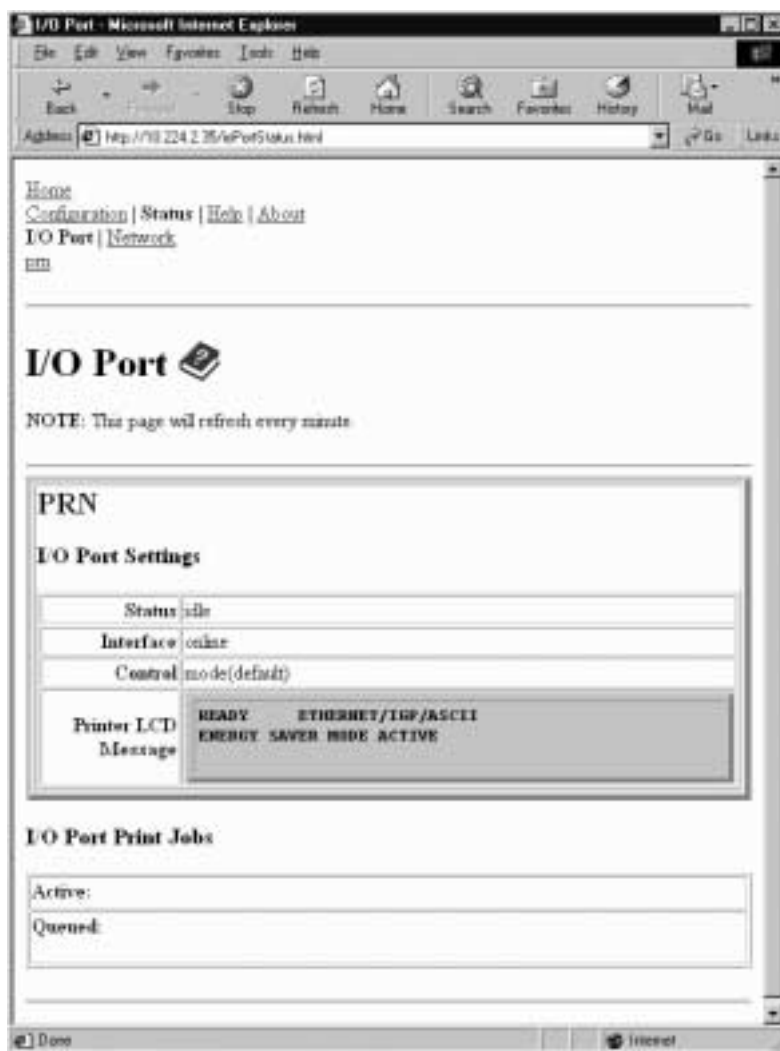 I/O Port - Microsoft Internet Explorer
File Edit View Favorites Tools Help
Back Forward Stop Refresh Home Search Favorites History Mail
Address http://10.224.2.35/ioPortStatus.html Go Links
Home
Configuration | Status | Help | About
I/O Port | Network
prn
I/O Port
NOTE: This page will refresh every minute
PRN
I/O Port Settings
Status idle
Interface online
Control mode(default)
Printer LCD Message
READY ETHERNET/IGP/ASCII
ENERGY SAVER MODE ACTIVE
I/O Port Print Jobs
Active:
Queued:
Done Internet